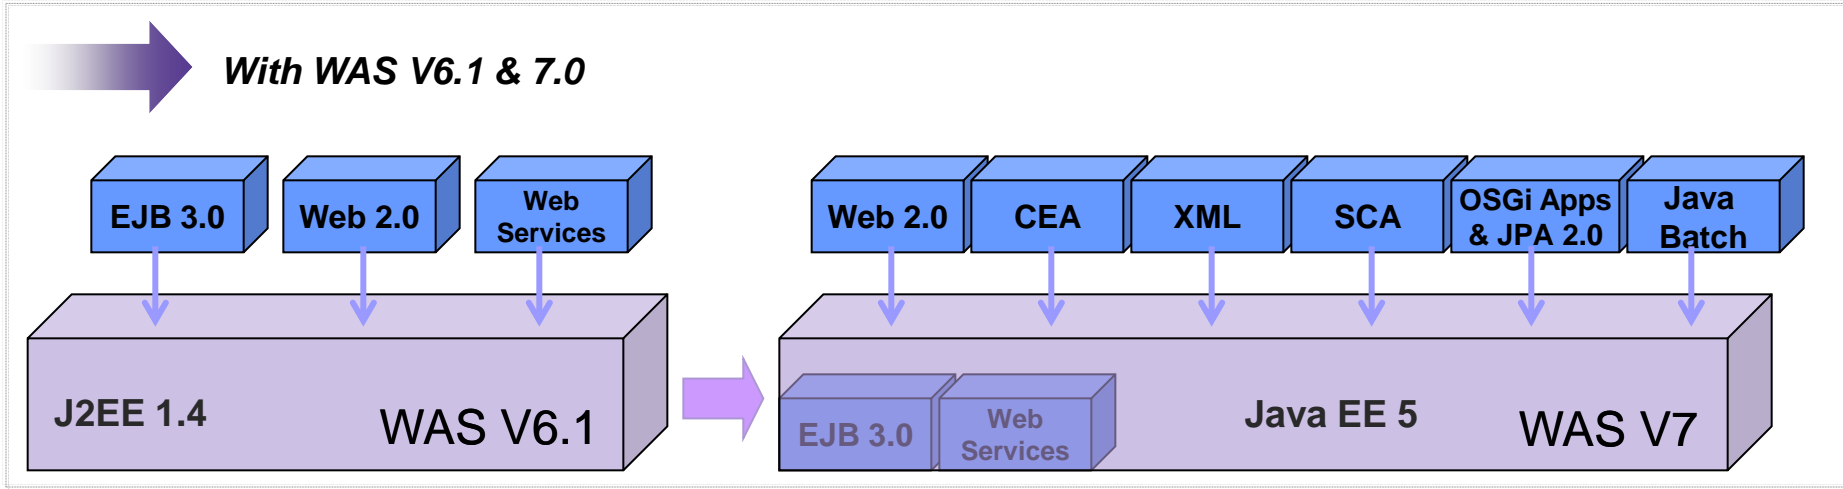 With WAS V6.1 & 7.0
EJB 3.0
Web 2.0
Web
Services
Web 2.0
CEA
XML
SCA
OSGi Apps
& JPA 2.0
Java
Batch
J2EE 1.4
WAS V6.1
EJB 3.0
Web
Services
Java EE 5
WAS V7